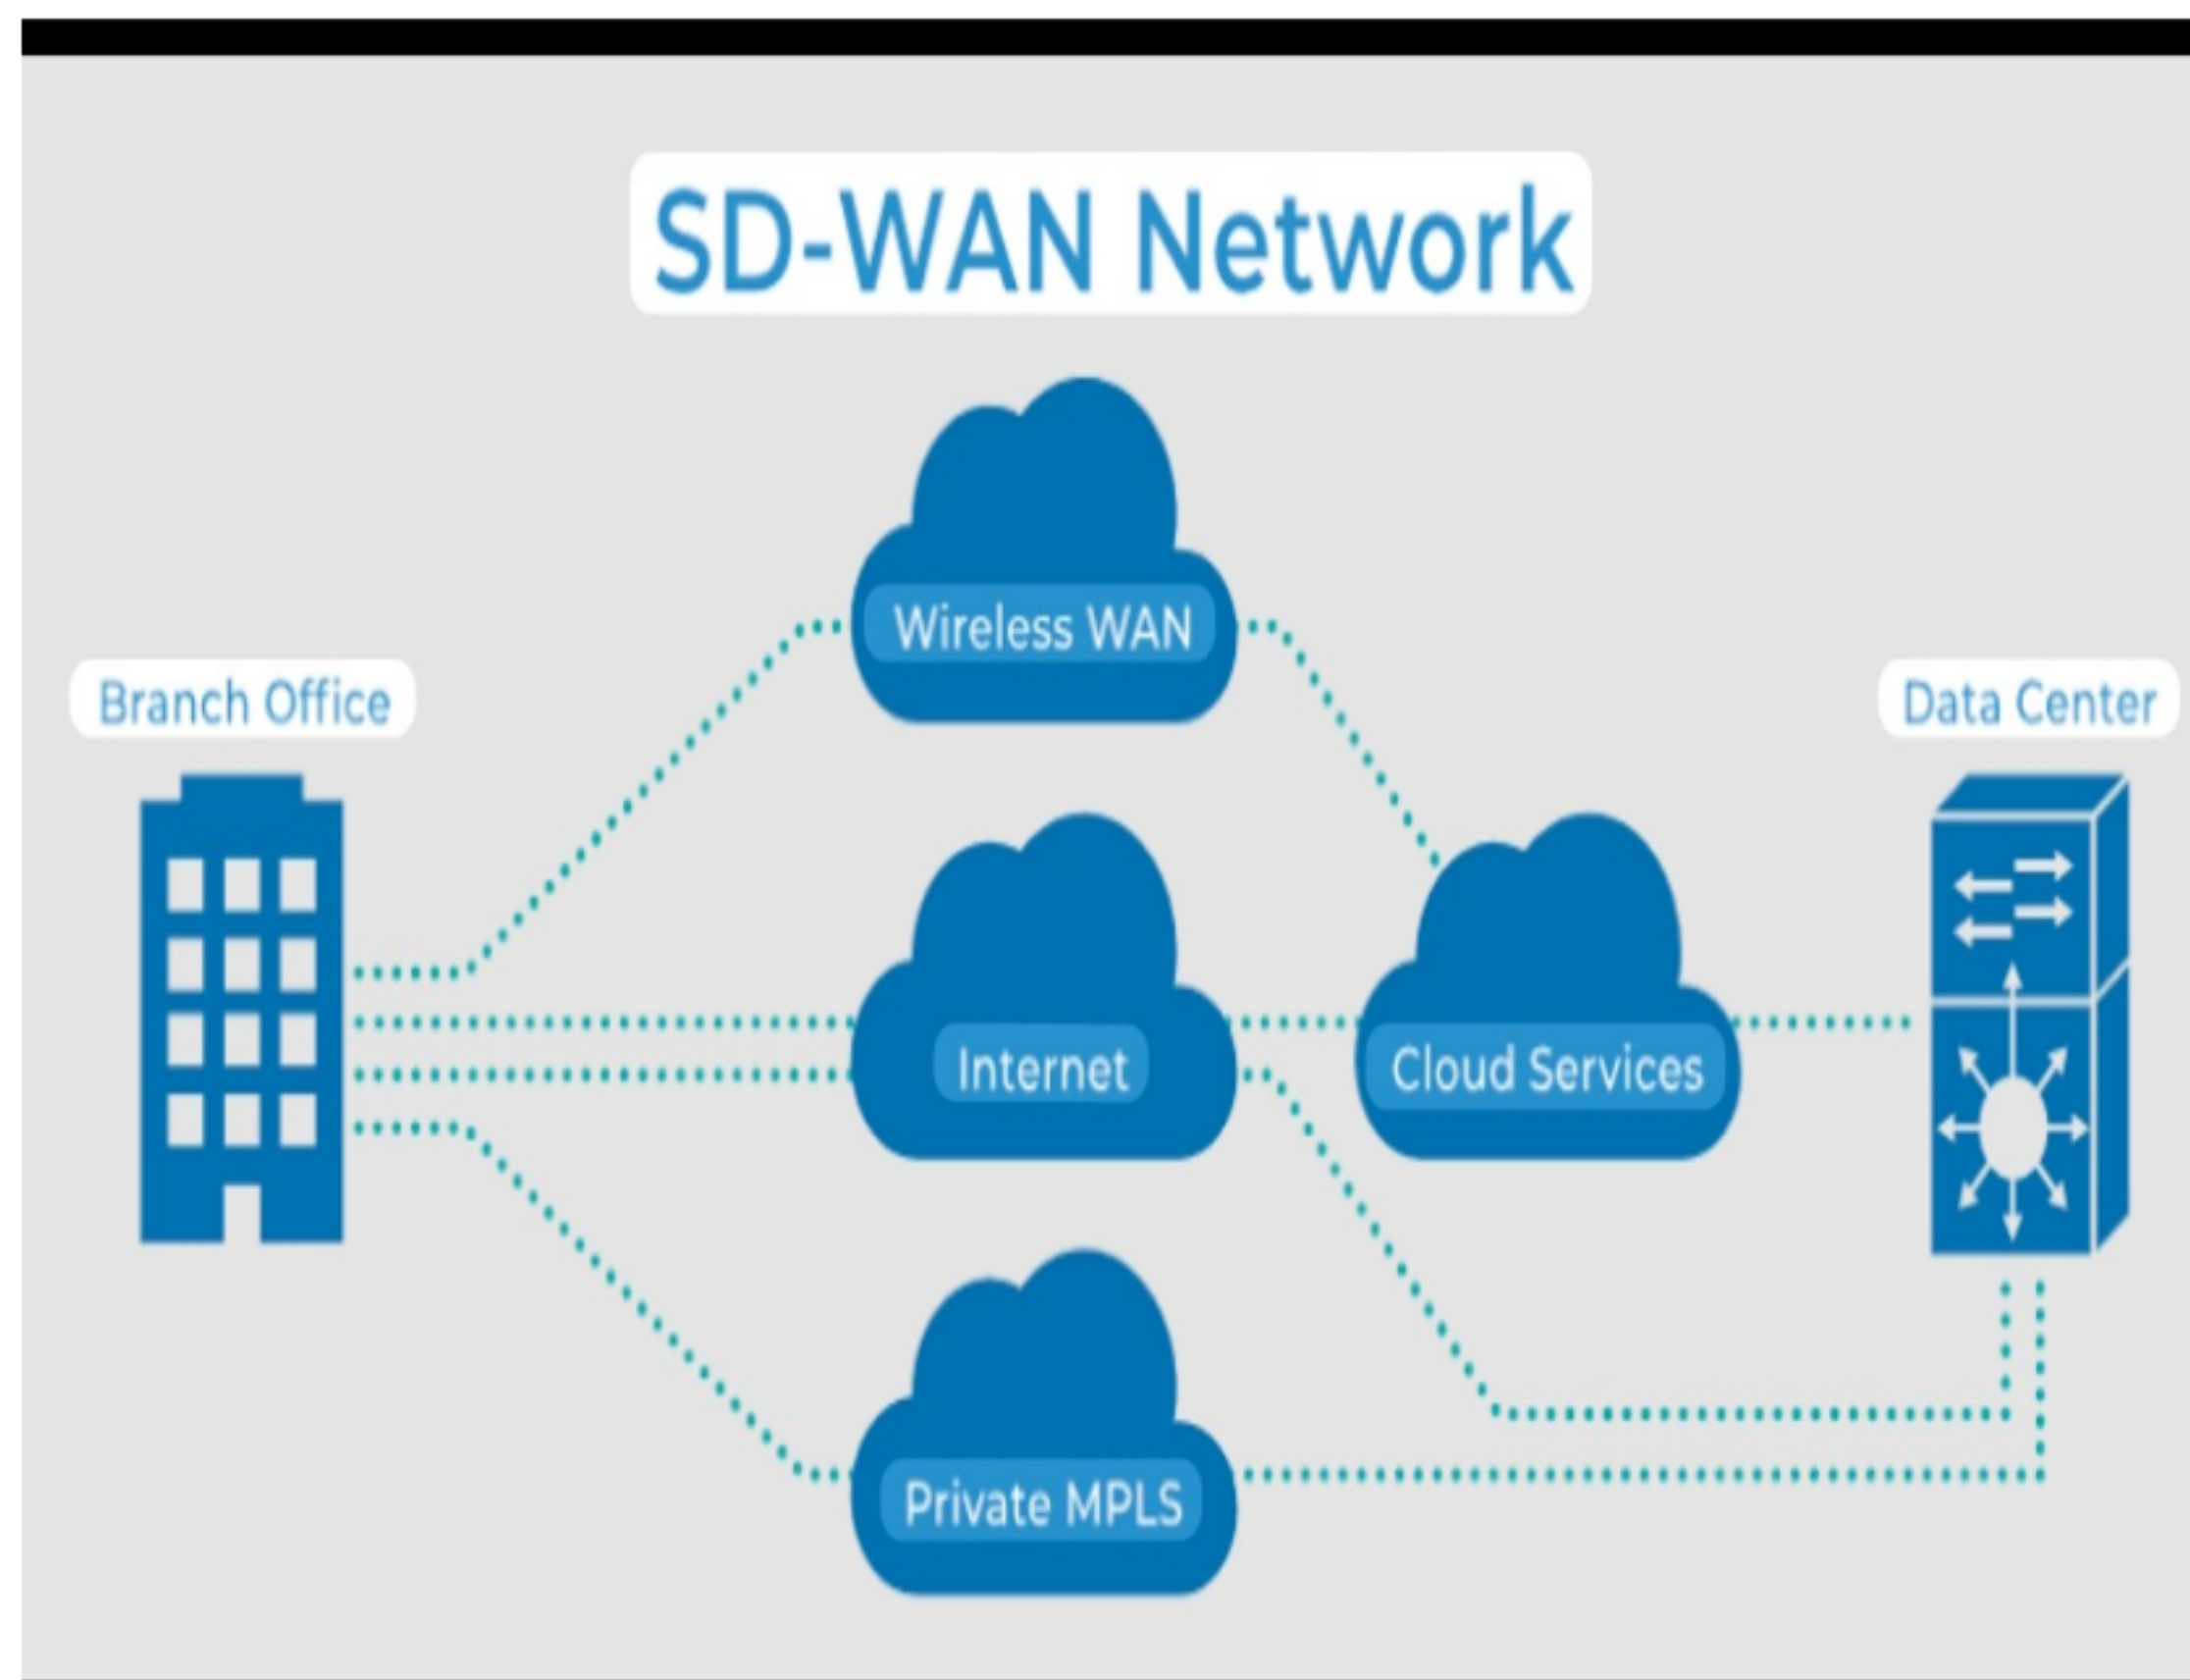 SD-WAN Network
Wireless WAN
Branch Office
Data Center
Internet
Cloud Services
Private MPLS